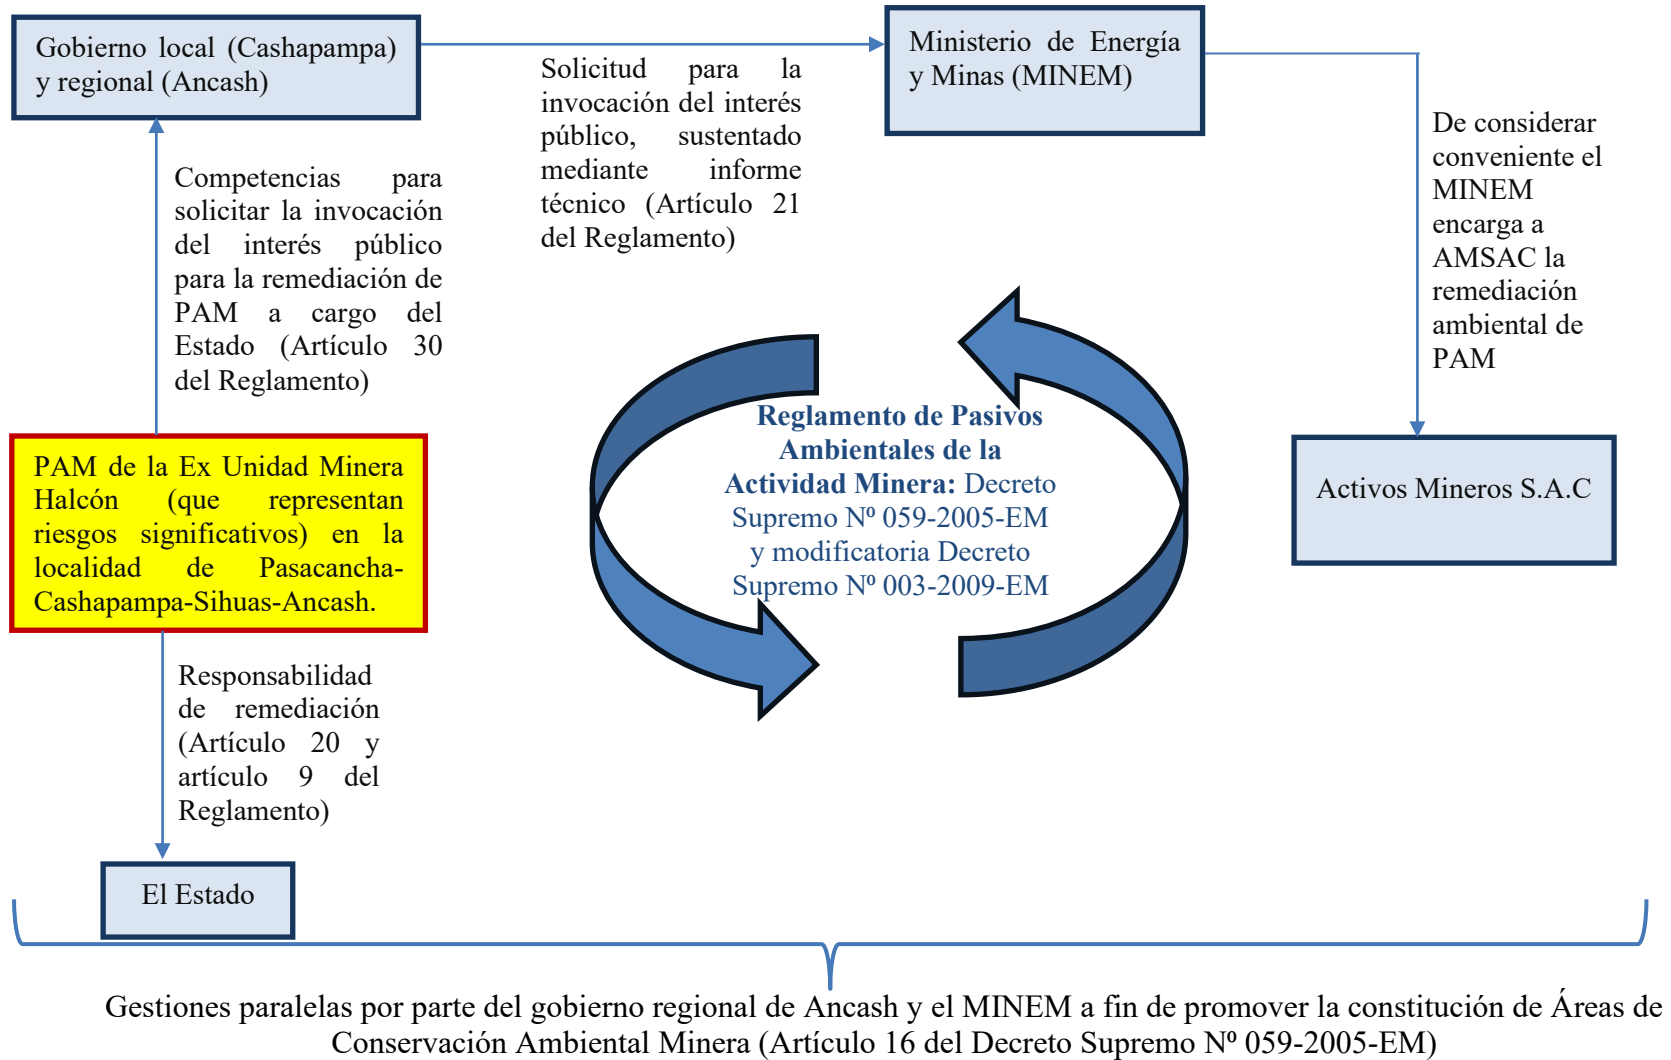 Gobierno local (Cashapampa)
y regional (Ancash)
Solicitud para la
invocación del interés
público, sustentado
mediante informe
técnico (Artículo 21
del Reglamento)
Ministerio de Energía
y Minas (MINEM)
De considerar
conveniente el
MINEM
encarga a
AMSAC la
remediación
ambiental de
PAM
Competencias para
solicitar la invocación
del interés público
para la remediación de
PAM a cargo del
Estado (Artículo 30
del Reglamento)
Reglamento de Pasivos
Ambientales de la
Actividad Minera: Decreto
Supremo Nº 059-2005-EM
y modificatoria Decreto
Supremo Nº 003-2009-EM
PAM de la Ex Unidad Minera
Halcón (que representan
riesgos significativos) en la
localidad de Pasacancha-
Cashapampa-Sihuas-Ancash.
Activos Mineros S.A.C
Responsabilidad
de remediación
(Artículo 20 y
artículo 9 del
Reglamento)
El Estado
Gestiones paralelas por parte del gobierno regional de Ancash y el MINEM a fin de promover la constitución de Áreas de
Conservación Ambiental Minera (Artículo 16 del Decreto Supremo Nº 059-2005-EM)